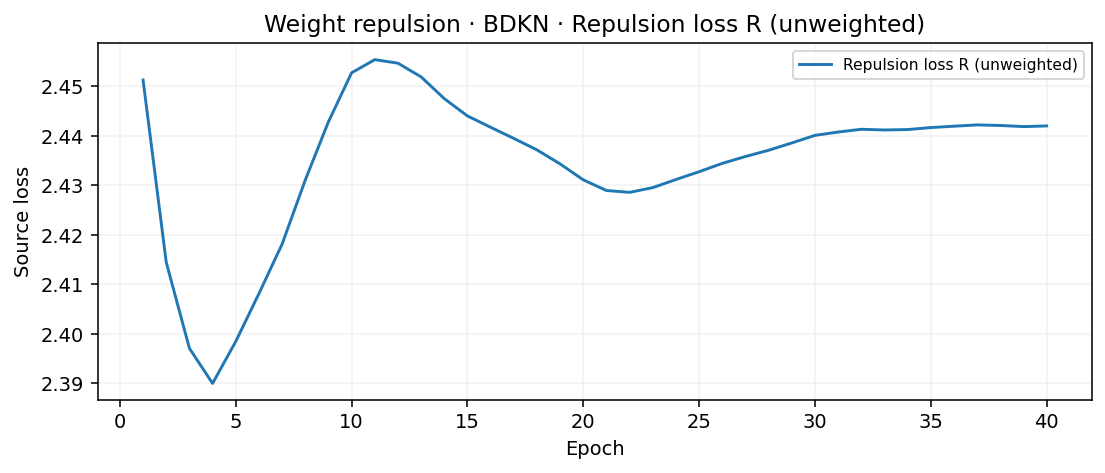 Weight repulsion · BDKN · Repulsion loss R (unweighted)
Repulsion loss R (unweighted)
Source loss
2.45
2.44
2.43
2.42
2.41
2.40
2.39
0 5 10 15 20 25 30 35 40
Epoch